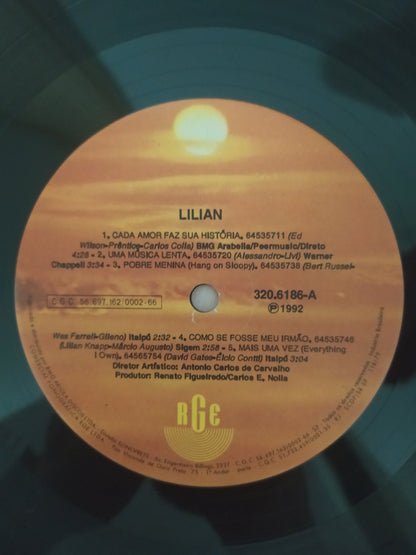 LILIAN
1. CADA AMOR FAZ SUA HISTÓRIA. 64535711 (Ed
Wilson-Prêntice-Carlos Colla) BMG Arabella/Peermusic/Direto
4:26 - 2. UMA MÚSICA LENTA. 64535720 (Alessandro-Livi) Warner
Chappell 3:34 - 3. POBRE MENINA (Hang on Sloopy). 64535738 (Bert Russel-
C G C 56.697.162 0002-66
320.6186-A
Ⓟ 1992
Wes Farrell-Gileno) Itaipú 2:32 - 4. COMO SE FOSSE MEU IRMÃO. 64535746
(Lilian Knapp-Márcio Augusto) Sigem 2:58 - 5. MAIS UMA VEZ (Everything
I Own). 64565754 (David Gates-Élcio Contti) Itaipú 3:04
Diretor Artístico: Antonio Carlos de Carvalho
Produtor: Renato Figueiredo/Carlos E. Nolla
RGE